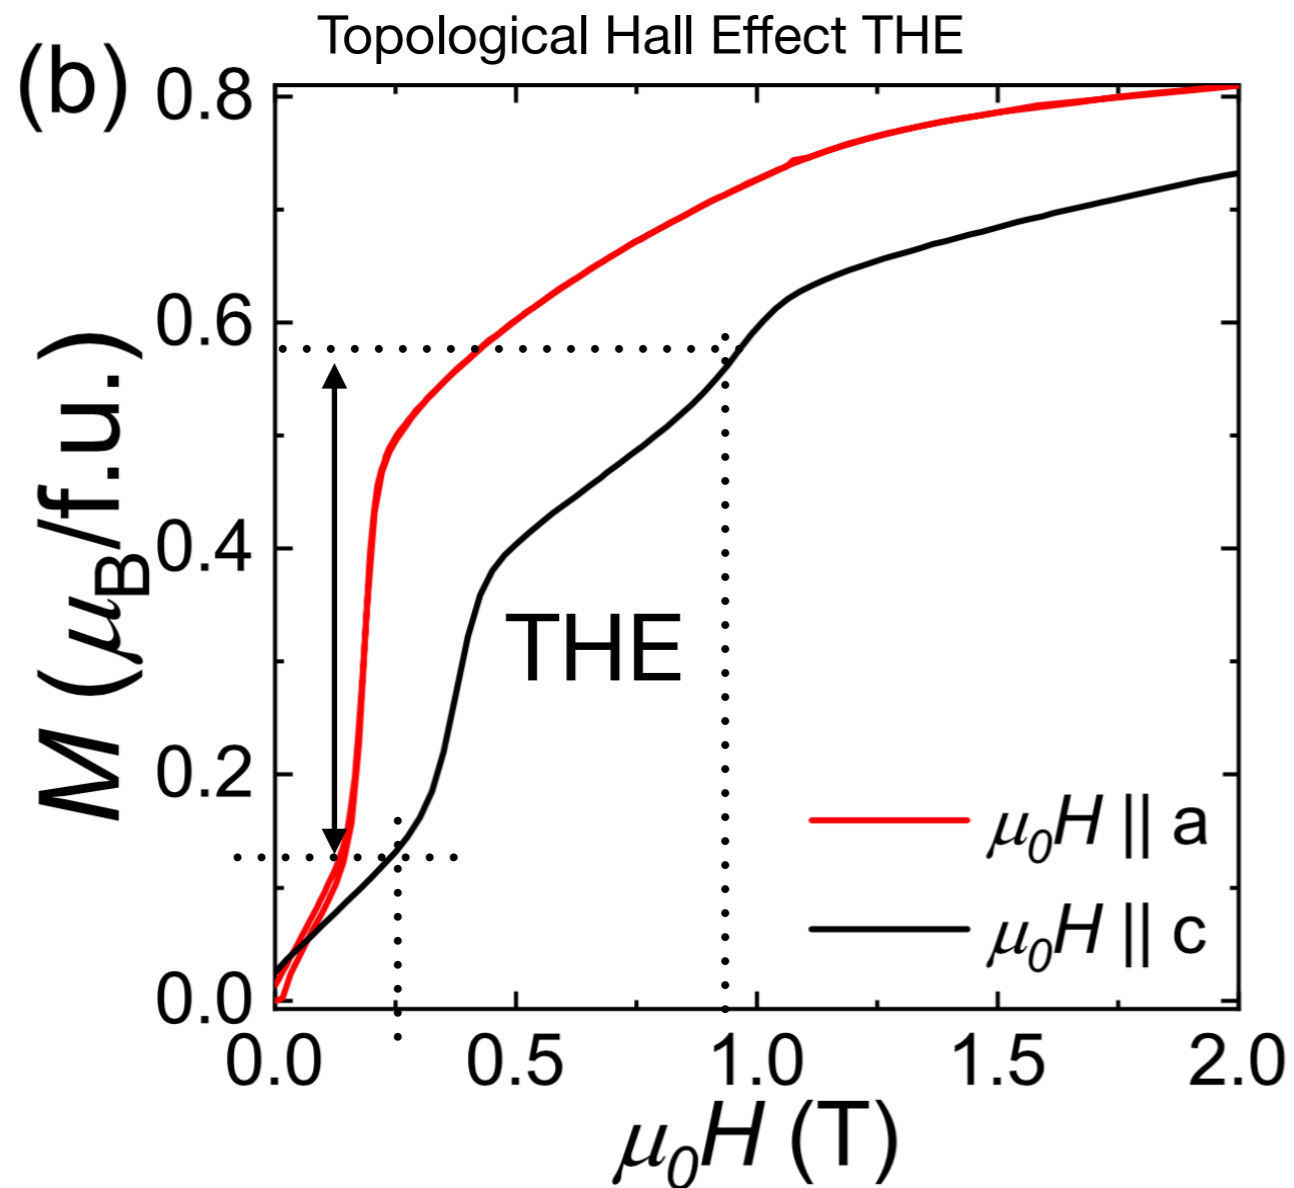 Topological Hall Effect THE
(b)
0.8
0.6
0.4
0.2
0.0
M (μB/f.u.)
THE
μ0H || a
μ0H || c
0.0 0.5 1.0 1.5 2.0
μ0H (T)